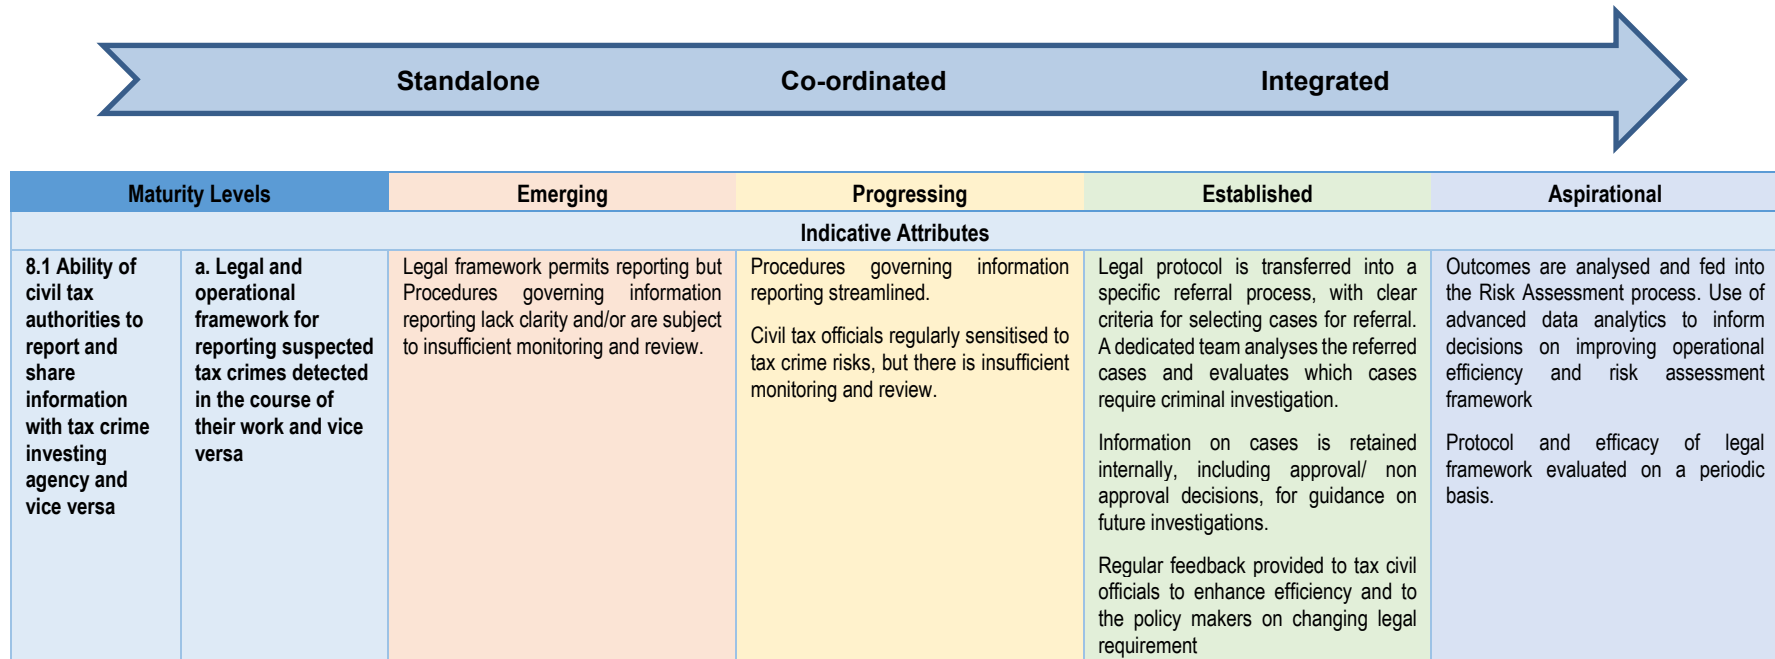 Standalone Co-ordinated Integrated
Maturity Levels Emerging Progressing Established Aspirational
Indicative Attributes
8.1 Ability of
civil tax
authorities to
report and
share
information
with tax crime
investing
agency and
vice versa
a. Legal and
operational
framework for
reporting suspected
tax crimes detected
in the course of
their work and vice
versa
Legal framework permits reporting but
Procedures governing information
reporting lack clarity and/or are subject
to insufficient monitoring and review.
Procedures governing information
reporting streamlined.
Civil tax officials regularly sensitised to
tax crime risks, but there is insufficient
monitoring and review.
Legal protocol is transferred into a
specific referral process, with clear
criteria for selecting cases for referral.
A dedicated team analyses the referred
cases and evaluates which cases
require criminal investigation.
Information on cases is retained
internally, including approval/ non
approval decisions, for guidance on
future investigations.
Regular feedback provided to tax civil
officials to enhance efficiency and to
the policy makers on changing legal
requirement
Outcomes are analysed and fed into
the Risk Assessment process. Use of
advanced data analytics to inform
decisions on improving operational
efficiency and risk assessment
framework
Protocol and efficacy of legal
framework evaluated on a periodic
basis.